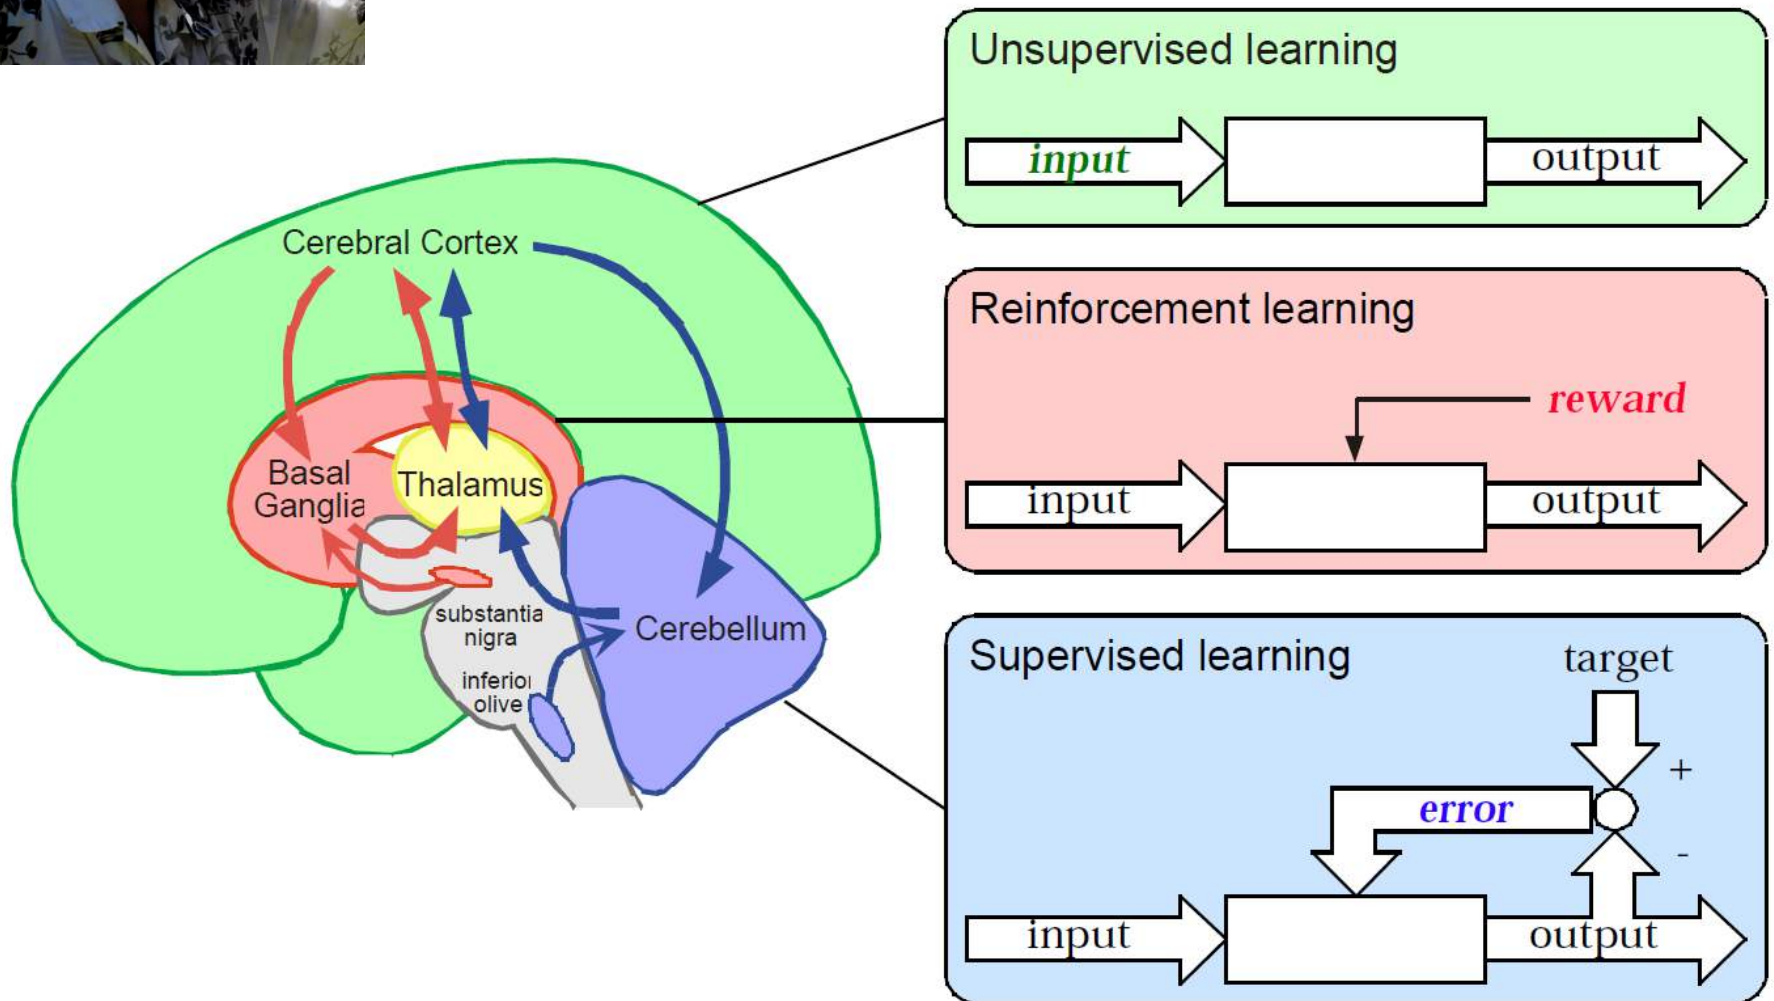 Unsupervised learning
input
output
Cerebral Cortex
Reinforcement learning
reward
input
output
Basal
Ganglia
Thalamus
substantia
nigra
inferior
olive
Cerebellum
Supervised learning
target
+
error
-
input
output